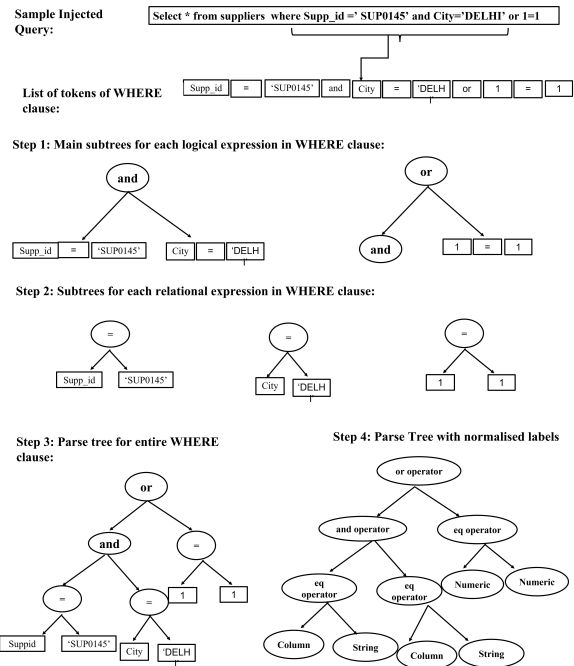 Sample Injected
Query:
Select * from suppliers where Supp_id =’ SUP0145’ and City=’DELHI’ or 1=1
List of tokens of WHERE
clause:
Supp_id = ‘SUP0145’ and City = ‘DELH or 1 = 1
Step 1: Main subtrees for each logical expression in WHERE clause:
and
or
Supp_id = ‘SUP0145’ City = ‘DELH
and 1 = 1
Step 2: Subtrees for each relational expression in WHERE clause:
= = =
Supp_id ‘SUP0145’ City ‘DELH 1 1
Step 3: Parse tree for entire WHERE
clause:
or
and =
= = 1 1
Suppid ‘SUP0145’ City ‘DELH
Step 4: Parse Tree with normalised labels
or operator
and operator eq operator
eq
operator
eq
operator
Numeric Numeric
Column String Column String